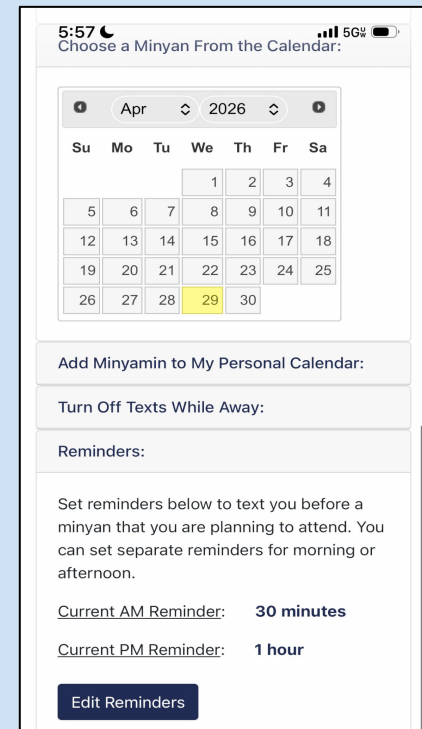 5:57 5G
Choose a Minyan From the Calendar:
Apr 2026
Su Mo Tu We Th Fr Sa
1 2 3 4
5 6 7 8 9 10 11
12 13 14 15 16 17 18
19 20 21 22 23 24 25
26 27 28 29 30
Add Minyamin to My Personal Calendar:
Turn Off Texts While Away:
Reminders:
Set reminders below to text you before a
minyan that you are planning to attend. You
can set separate reminders for morning or
afternoon.
Current AM Reminder: 30 minutes
Current PM Reminder: 1 hour
Edit Reminders